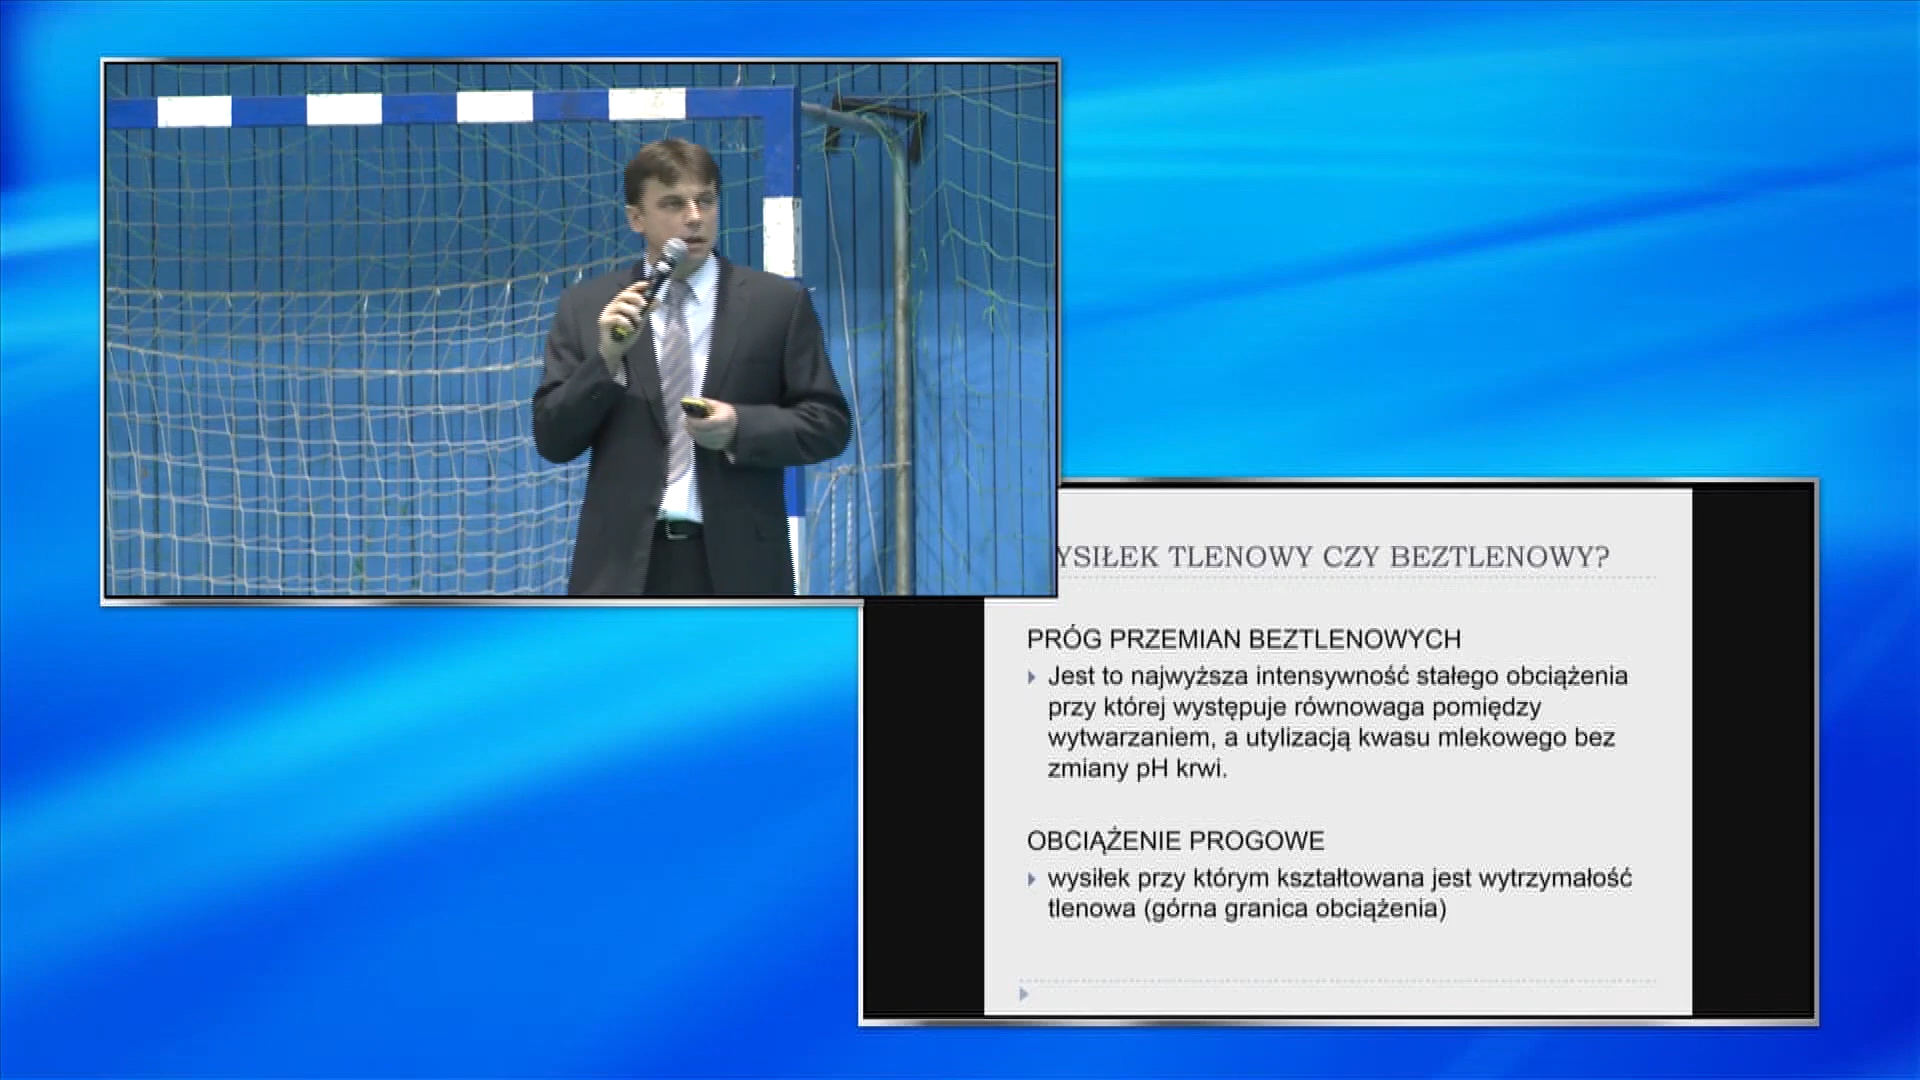 YSIŁEK TLENOWY CZY BEZTLENOWY?
PRÓG PRZEMIAN BEZTLENOWYCH
Jest to najwyższa intensywność stałego obciążenia
przy której występuje równowaga pomiędzy
wytwarzaniem, a utylizacją kwasu mlekowego bez
zmiany pH krwi.
OBCIĄŻENIE PROGOWE
wysiłek przy którym kształtowana jest wytrzymałość
tlenowa (górna granica obciążenia)